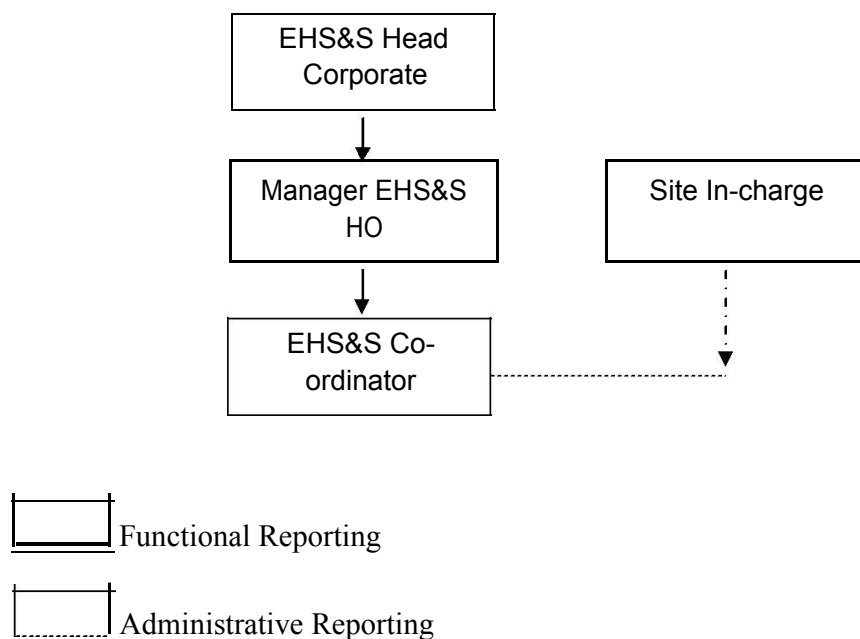 EHS&S Head
Corporate
Manager EHS&S
HO
Site In-charge
EHS&S Co-
ordinator
Functional Reporting
Administrative Reporting